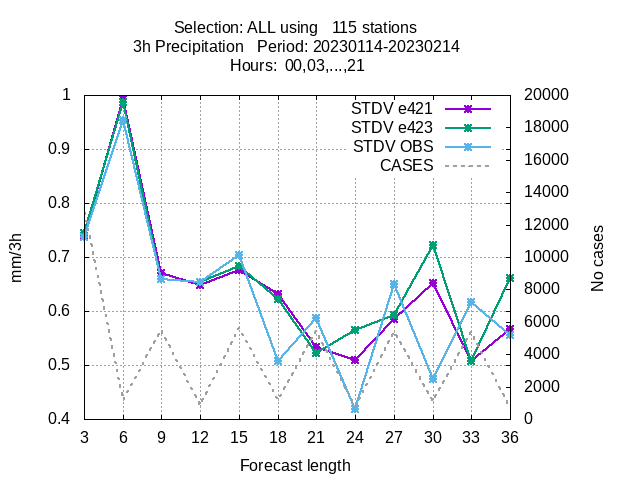 Selection: ALL using   115 stations
3h Precipitation   Period: 20230114-20230214
Hours:  00,03,...,21
STDV e421
STDV e423
STDV OBS
CASES
1
0.9
0.8
0.7
0.6
0.5
0.4
mm/3h
20000
18000
16000
14000
12000
10000
8000
6000
4000
2000
0
No cases
3 6 9 12 15 18 21 24 27 30 33 36
Forecast length